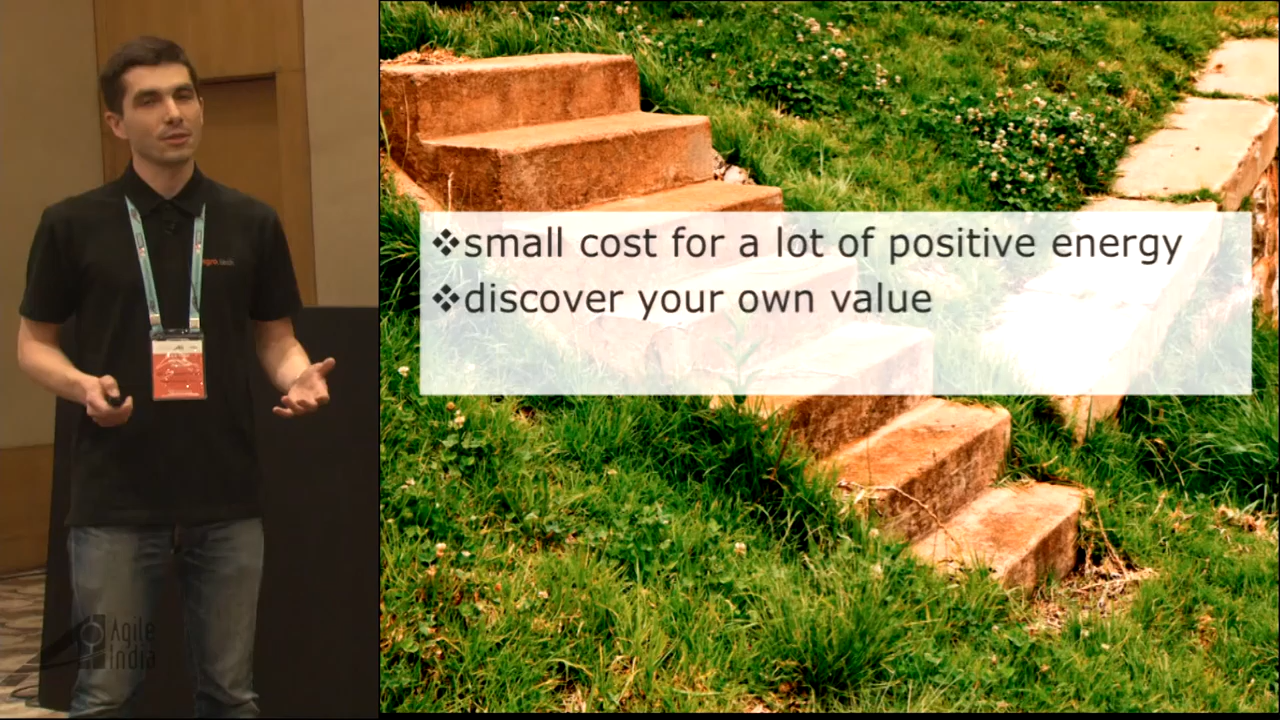 ❖small cost for a lot of positive energy
❖discover your own value
Agile
India